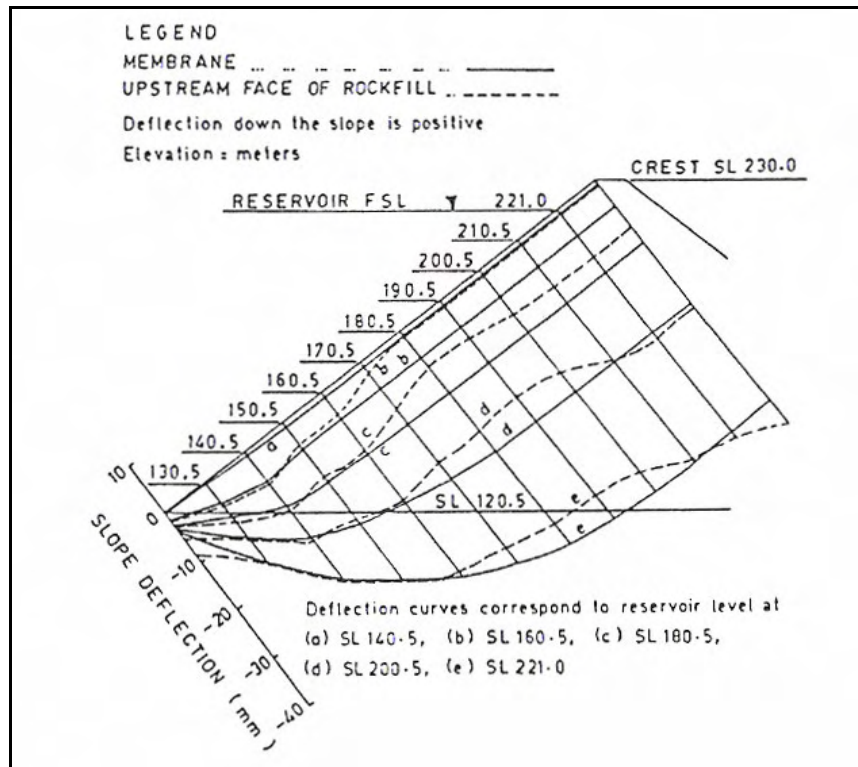 LEGEND
MEMBRANE
UPSTREAM FACE OF ROCKFILL
Deflection down the slope is positive
Elevation = meters
CREST SL 230.0
RESERVOIR FSL 221.0
210.5
200.5
190.5
180.5
170.5
160.5
150.5
140.5
130.5
a
b b
c
c
d
d
e
e
SL 120.5
10
0
-10
-20
-30
-40
SLOPE DEFLECTION (mm)
Deflection curves correspond to reservoir level at
(a) SL 140.5, (b) SL 160.5, (c) SL 180.5,
(d) SL 200.5, (e) SL 221.0